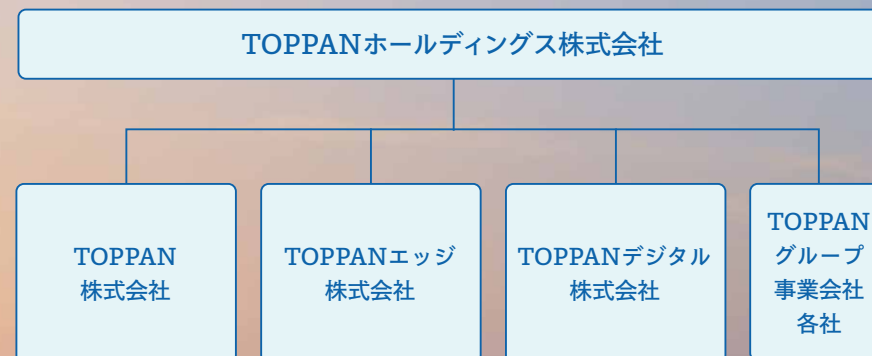 TOPPANホールディングス株式会社
TOPPAN
株式会社
TOPPANエッジ
株式会社
TOPPANデジタル
株式会社
TOPPAN
グループ
事業会社
各社